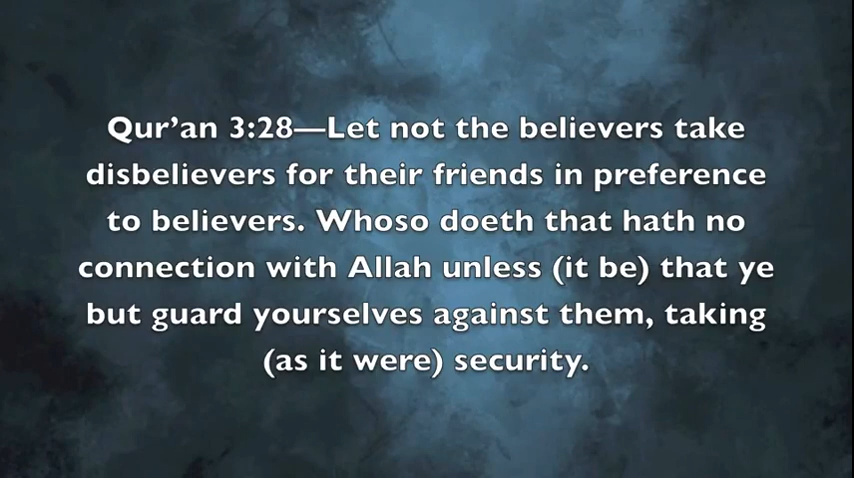 Qur’an 3:28—Let not the believers take
disbelievers for their friends in preference
to believers. Whoso doeth that hath no
connection with Allah unless (it be) that ye
but guard yourselves against them, taking
(as it were) security.